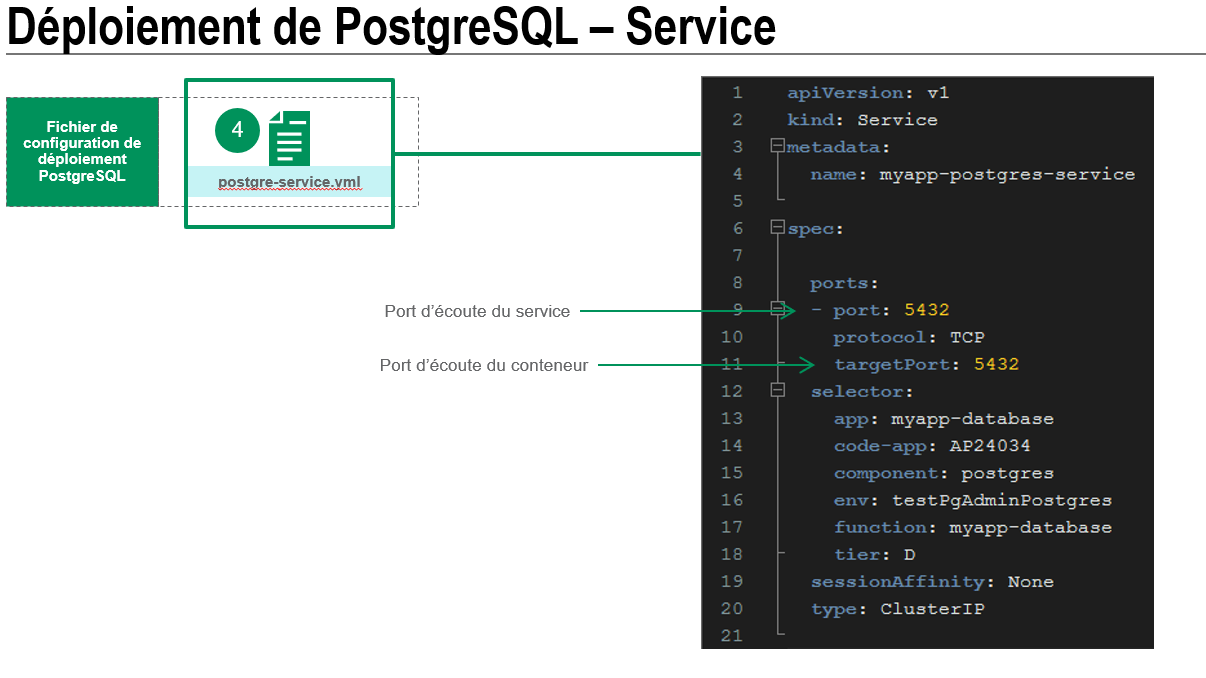 Déploiement de PostgreSQL – Service
Fichier de
configuration de
déploiement
PostgreSQL
4
postgre-service.yml
Port d’écoute du service
Port d’écoute du conteneur
1 apiVersion: v1
2 kind: Service
3 metadata:
4 name: myapp-postgres-service
5
6 spec:
7
8 ports:
9 - port: 5432
10 protocol: TCP
11 targetPort: 5432
12 selector:
13 app: myapp-database
14 code-app: AP24034
15 component: postgres
16 env: testPgAdminPostgres
17 function: myapp-database
18 tier: D
19 sessionAffinity: None
20 type: ClusterIP
21